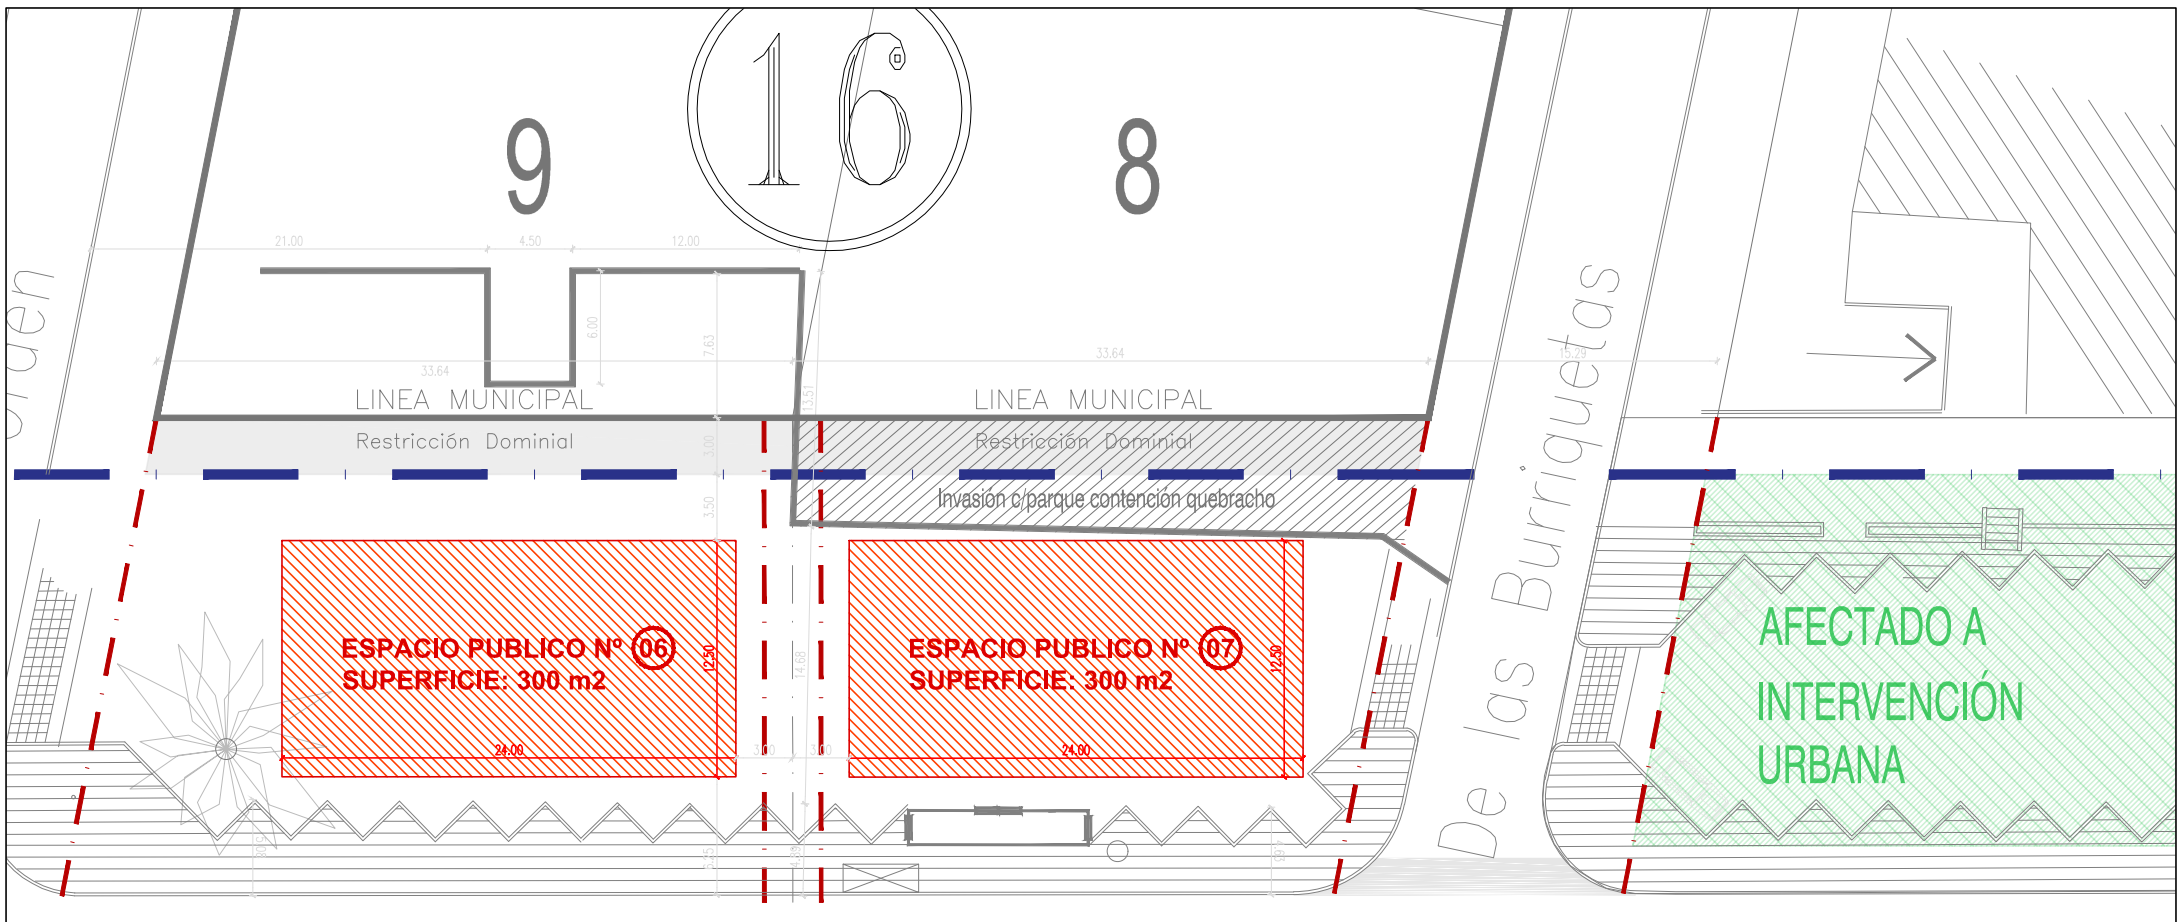 16
9
8
21.00
4.50
12.00
6.00
7.63
33.64
33.64
15.29
13.51
LINEA MUNICIPAL
LINEA MUNICIPAL
Restricción Dominial
Restricción Dominial
3.00
3.50
Invasión c/parque contención quebracho
De las Burriquetas
ESPACIO PUBLICO Nº 06
SUPERFICIE: 300 m2
12.50
24.00
ESPACIO PUBLICO Nº 07
SUPERFICIE: 300 m2
12.50
24.00
14.68
3.00
3.00
AFECTADO A
INTERVENCIÓN
URBANA